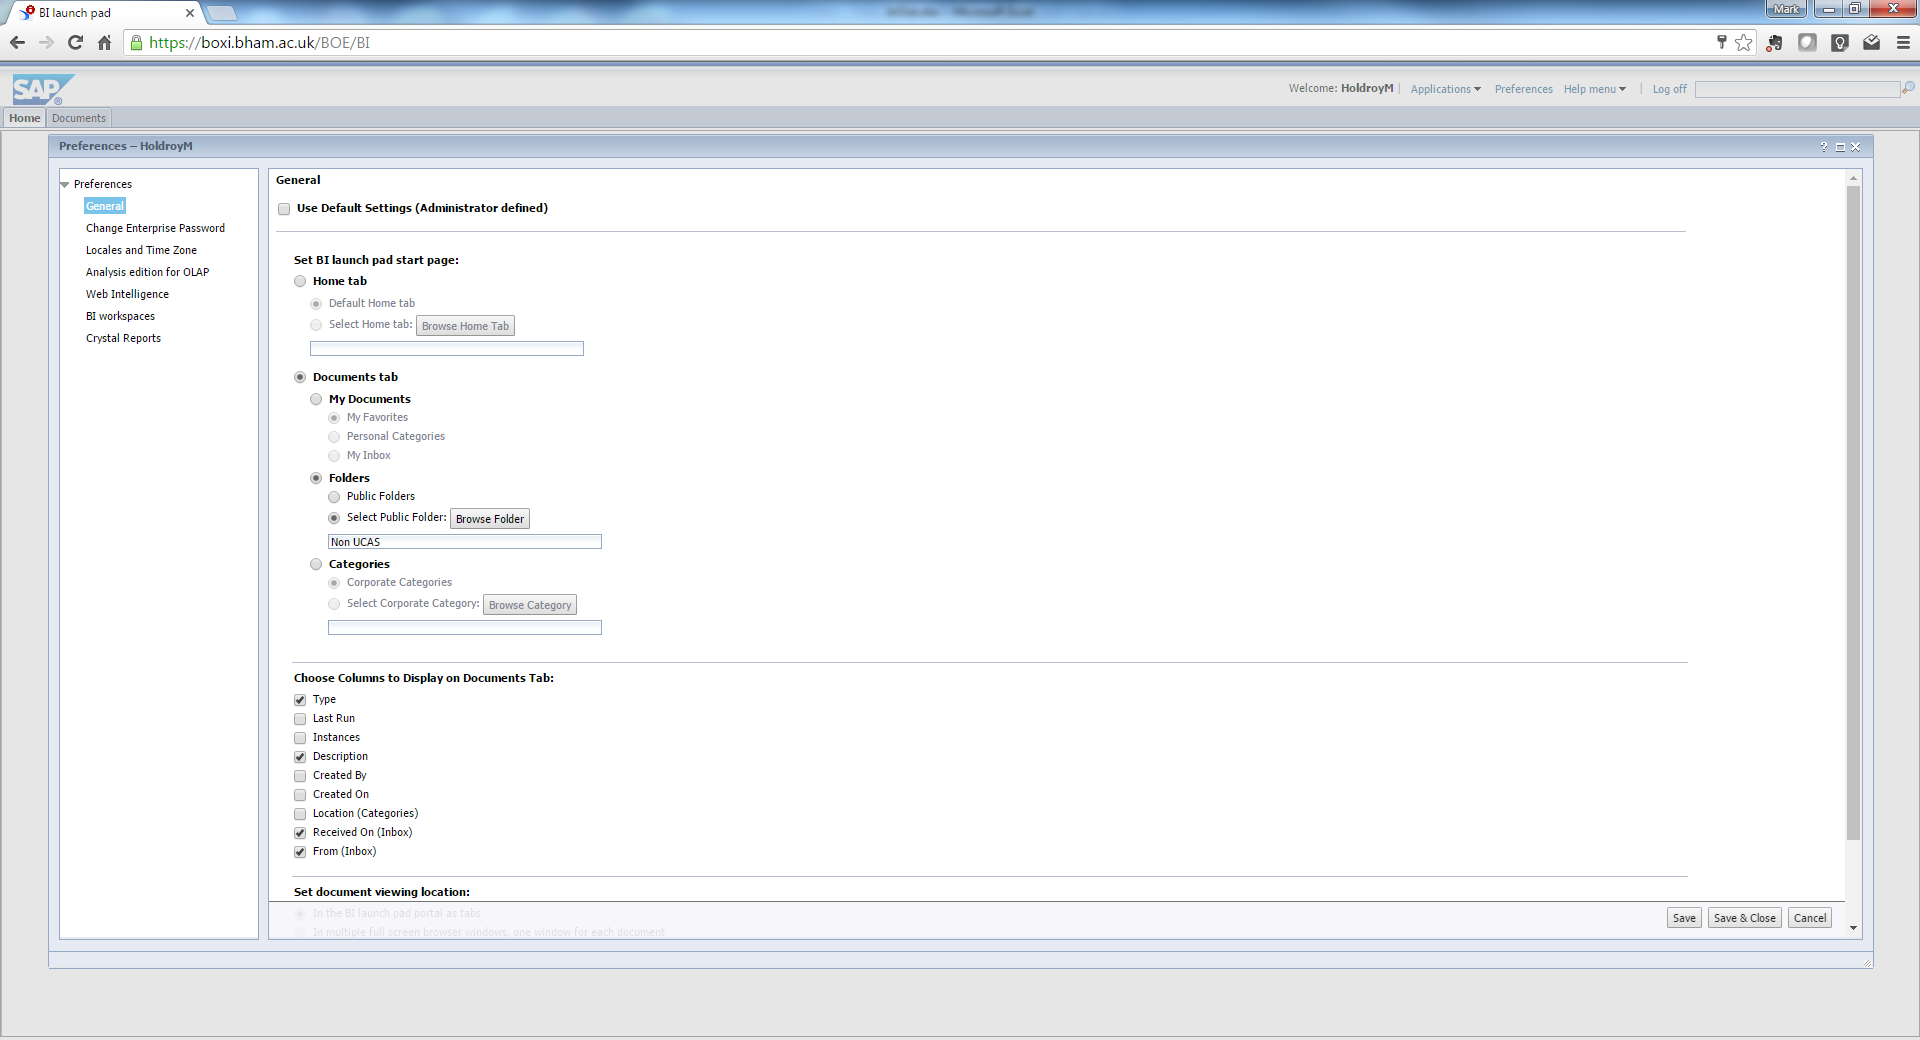 BI launch pad
Mark
https://boxi.bham.ac.uk/BOE/BI
SAP®
Welcome: HoldroyM | Applications Preferences Help menu | Log off
Home Documents
Preferences – HoldroyM
Preferences
General
Change Enterprise Password
Locales and Time Zone
Analysis edition for OLAP
Web Intelligence
BI workspaces
Crystal Reports
General
Use Default Settings (Administrator defined)
Set BI launch pad start page:
Home tab
Default Home tab
Select Home tab: Browse Home Tab
Documents tab
My Documents
My Favorites
Personal Categories
My Inbox
Folders
Public Folders
Select Public Folder: Browse Folder
Non UCAS
Categories
Corporate Categories
Select Corporate Category: Browse Category
Choose Columns to Display on Documents Tab:
Type
Last Run
Instances
Description
Created By
Created On
Location (Categories)
Received On (Inbox)
From (Inbox)
Set document viewing location:
In the BI launch pad portal as tabs
In multiple full screen browser windows, one window for each document
Save Save & Close Cancel